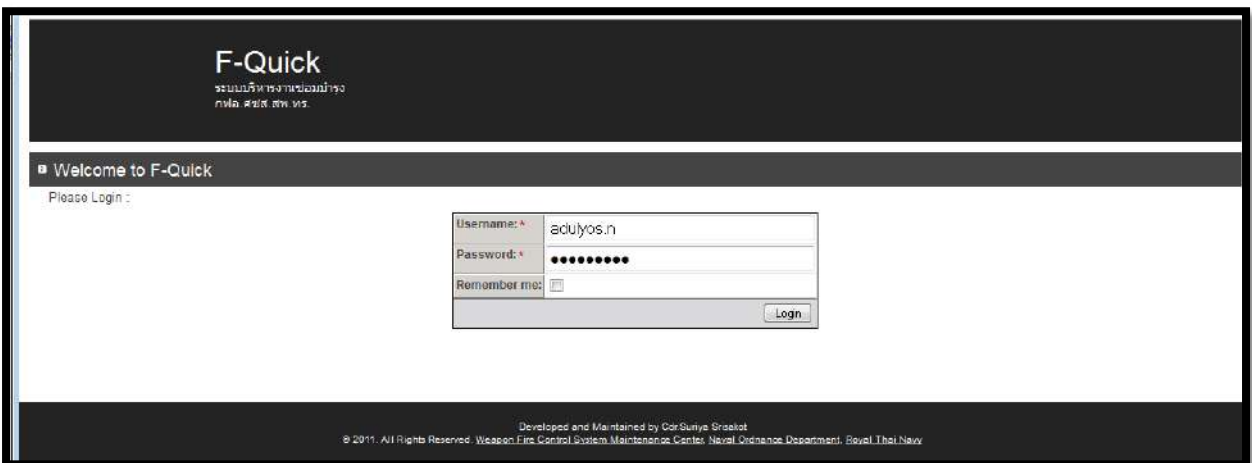 F-Quick
ระบบบริหารงานซ่อมบำรุง
กฟอ.ศซส.สพ.ทร.
Welcome to F-Quick
Please Login :
Username: *
adulyos.n
Password: *
●●●●●●●●●
Remember me:
Login
Developed and Maintained by Cdr.Suriya Srisakot
© 2011. All Rights Reserved. Weapon Fire Control System Maintenance Center, Naval Ordnance Department, Royal Thai Navy